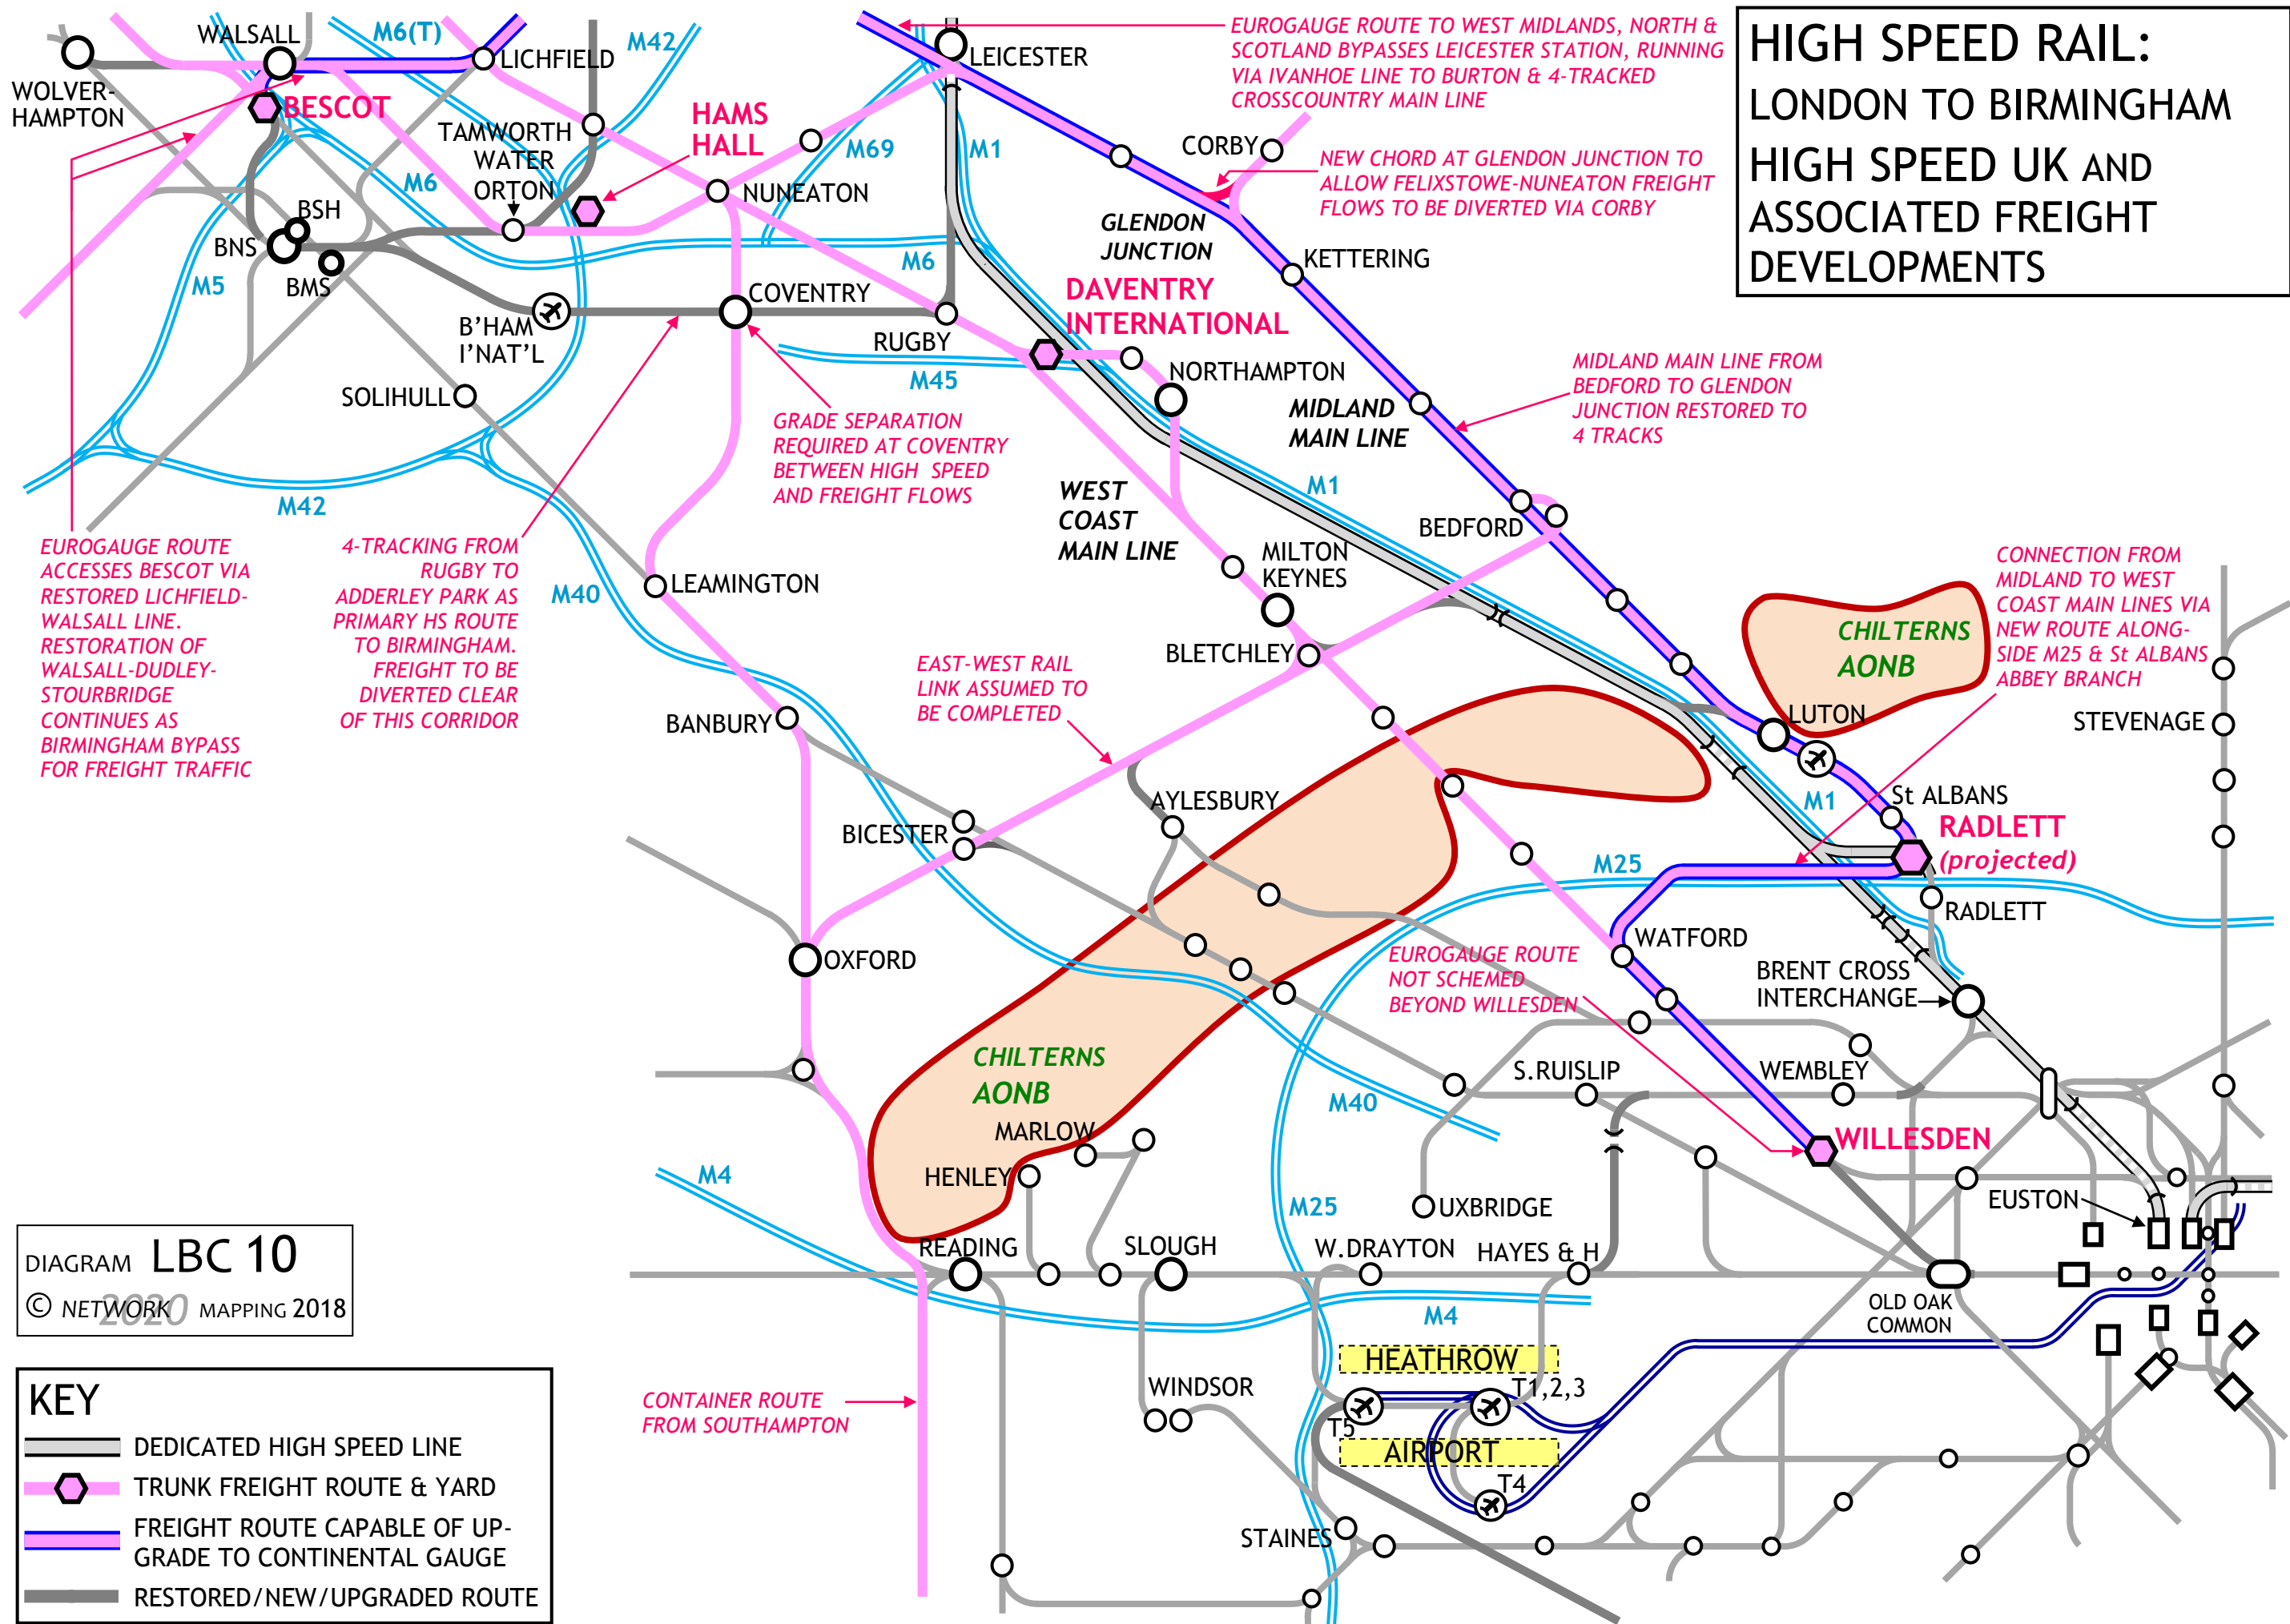 HIGH SPEED RAIL:
LONDON TO BIRMINGHAM
HIGH SPEED UK AND
ASSOCIATED FREIGHT
DEVELOPMENTS
WALSALL
M6(T)
LICHFIELD
M42
WOLVER-
HAMPTON
BESCOT
TAMWORTH
WATER
ORTON
HAMS
HALL
M6
BSH
BNS
BMS
M5
NUNEATON
M69
M1
LEICESTER
EUROGAUGE ROUTE TO WEST MIDLANDS, NORTH &
SCOTLAND BYPASSES LEICESTER STATION, RUNNING
VIA IVANHOE LINE TO BURTON & 4-TRACKED
CROSSCOUNTRY MAIN LINE
CORBY
NEW CHORD AT GLENDON JUNCTION TO
ALLOW FELIXSTOWE-NUNEATON FREIGHT
FLOWS TO BE DIVERTED VIA CORBY
GLENDON
JUNCTION
KETTERING
M6
COVENTRY
B'HAM
I'NAT'L
RUGBY
M45
DAVENTRY
INTERNATIONAL
NORTHAMPTON
MIDLAND
MAIN LINE
MIDLAND MAIN LINE FROM
BEDFORD TO GLENDON
JUNCTION RESTORED TO
4 TRACKS
SOLIHULL
M42
GRADE SEPARATION
REQUIRED AT COVENTRY
BETWEEN HIGH SPEED
AND FREIGHT FLOWS
WEST
COAST
MAIN LINE
M1
BEDFORD
EUROGAUGE ROUTE
ACCESSES BESCOT VIA
RESTORED LICHFIELD-
WALSALL LINE.
RESTORATION OF
WALSALL-DUDLEY-
STOURBRIDGE
CONTINUES AS
BIRMINGHAM BYPASS
FOR FREIGHT TRAFFIC
4-TRACKING FROM
RUGBY TO
ADDERLEY PARK AS
PRIMARY HS ROUTE
TO BIRMINGHAM.
FREIGHT TO BE
DIVERTED CLEAR
OF THIS CORRIDOR
M40
LEAMINGTON
MILTON
KEYNES
BLETCHLEY
EAST-WEST RAIL
LINK ASSUMED TO
BE COMPLETED
BANBURY
CONNECTION FROM
MIDLAND TO WEST
COAST MAIN LINES VIA
NEW ROUTE ALONG-
SIDE M25 & St ALBANS
ABBEY BRANCH
CHILTERNS
AONB
LUTON
STEVENAGE
AYLESBURY
BICESTER
M1
St ALBANS
RADLETT
(projected)
M25
RADLETT
OXFORD
WATFORD
BRENT CROSS
INTERCHANGE
EUROGAUGE ROUTE
NOT SCHEMED
BEYOND WILLESDEN
CHILTERNS
AONB
MARLOW
HENLEY
M40
S.RUISLIP
WEMBLEY
WILLESDEN
M4
M25
UXBRIDGE
EUSTON
READING
SLOUGH
W.DRAYTON
HAYES & H
OLD OAK
COMMON
M4
HEATHROW
T1,2,3
T5
AIRPORT
T4
WINDSOR
STAINES
CONTAINER ROUTE
FROM SOUTHAMPTON
DIAGRAM LBC 10
© NETWORK 2020 MAPPING 2018
KEY
DEDICATED HIGH SPEED LINE
TRUNK FREIGHT ROUTE & YARD
FREIGHT ROUTE CAPABLE OF UP-
GRADE TO CONTINENTAL GAUGE
RESTORED/NEW/UPGRADED ROUTE